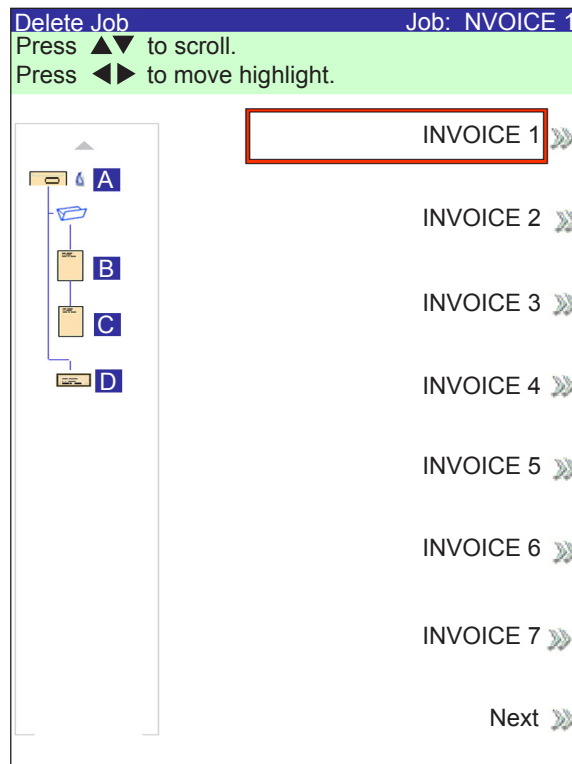 Delete Job Job: NVOICE 1
Press ▲▼ to scroll.
Press ◀▶ to move highlight.
INVOICE 1
A
INVOICE 2
B
INVOICE 3
C
D
INVOICE 4
INVOICE 5
INVOICE 6
INVOICE 7
Next